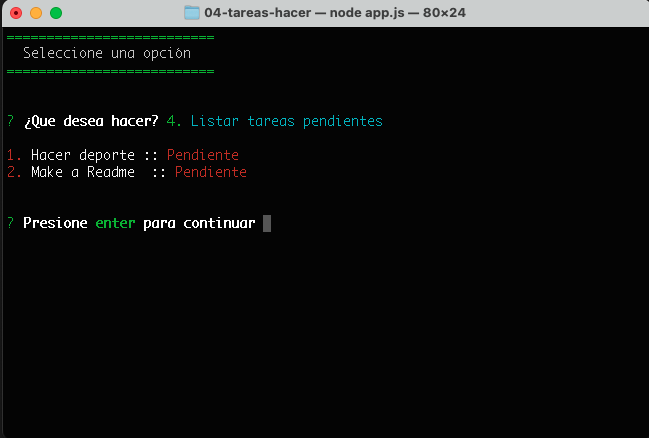 04-tareas-hacer — node app.js — 80×24
==========================
Seleccione una opción
==========================
? ¿Que desea hacer? 4. Listar tareas pendientes
1. Hacer deporte :: Pendiente
2. Make a Readme  :: Pendiente
? Presione enter para continuar